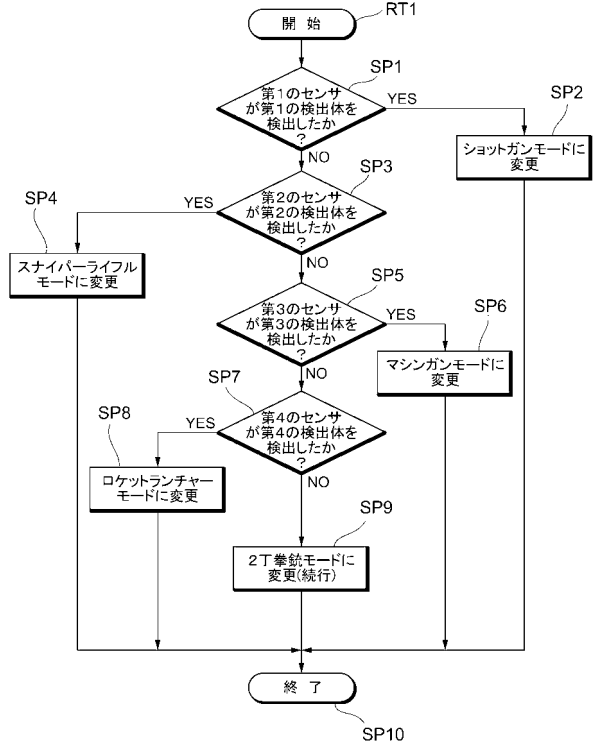 開 始
RT1
第1のセンサ
が第1の検出体を
検出したか
?
SP1
YES
NO
SP2
ショットガンモードに
変更
第2のセンサ
が第2の検出体を
検出したか
?
SP3
YES
NO
SP4
スナイパーライフル
モードに変更
第3のセンサ
が第3の検出体を
検出したか
?
SP5
YES
NO
SP6
マシンガンモードに
変更
SP7
第4のセンサ
が第4の検出体を
検出したか
?
YES
NO
SP8
ロケットランチャー
モードに変更
SP9
2丁拳銃モードに
変更(続行)
終 了
SP10